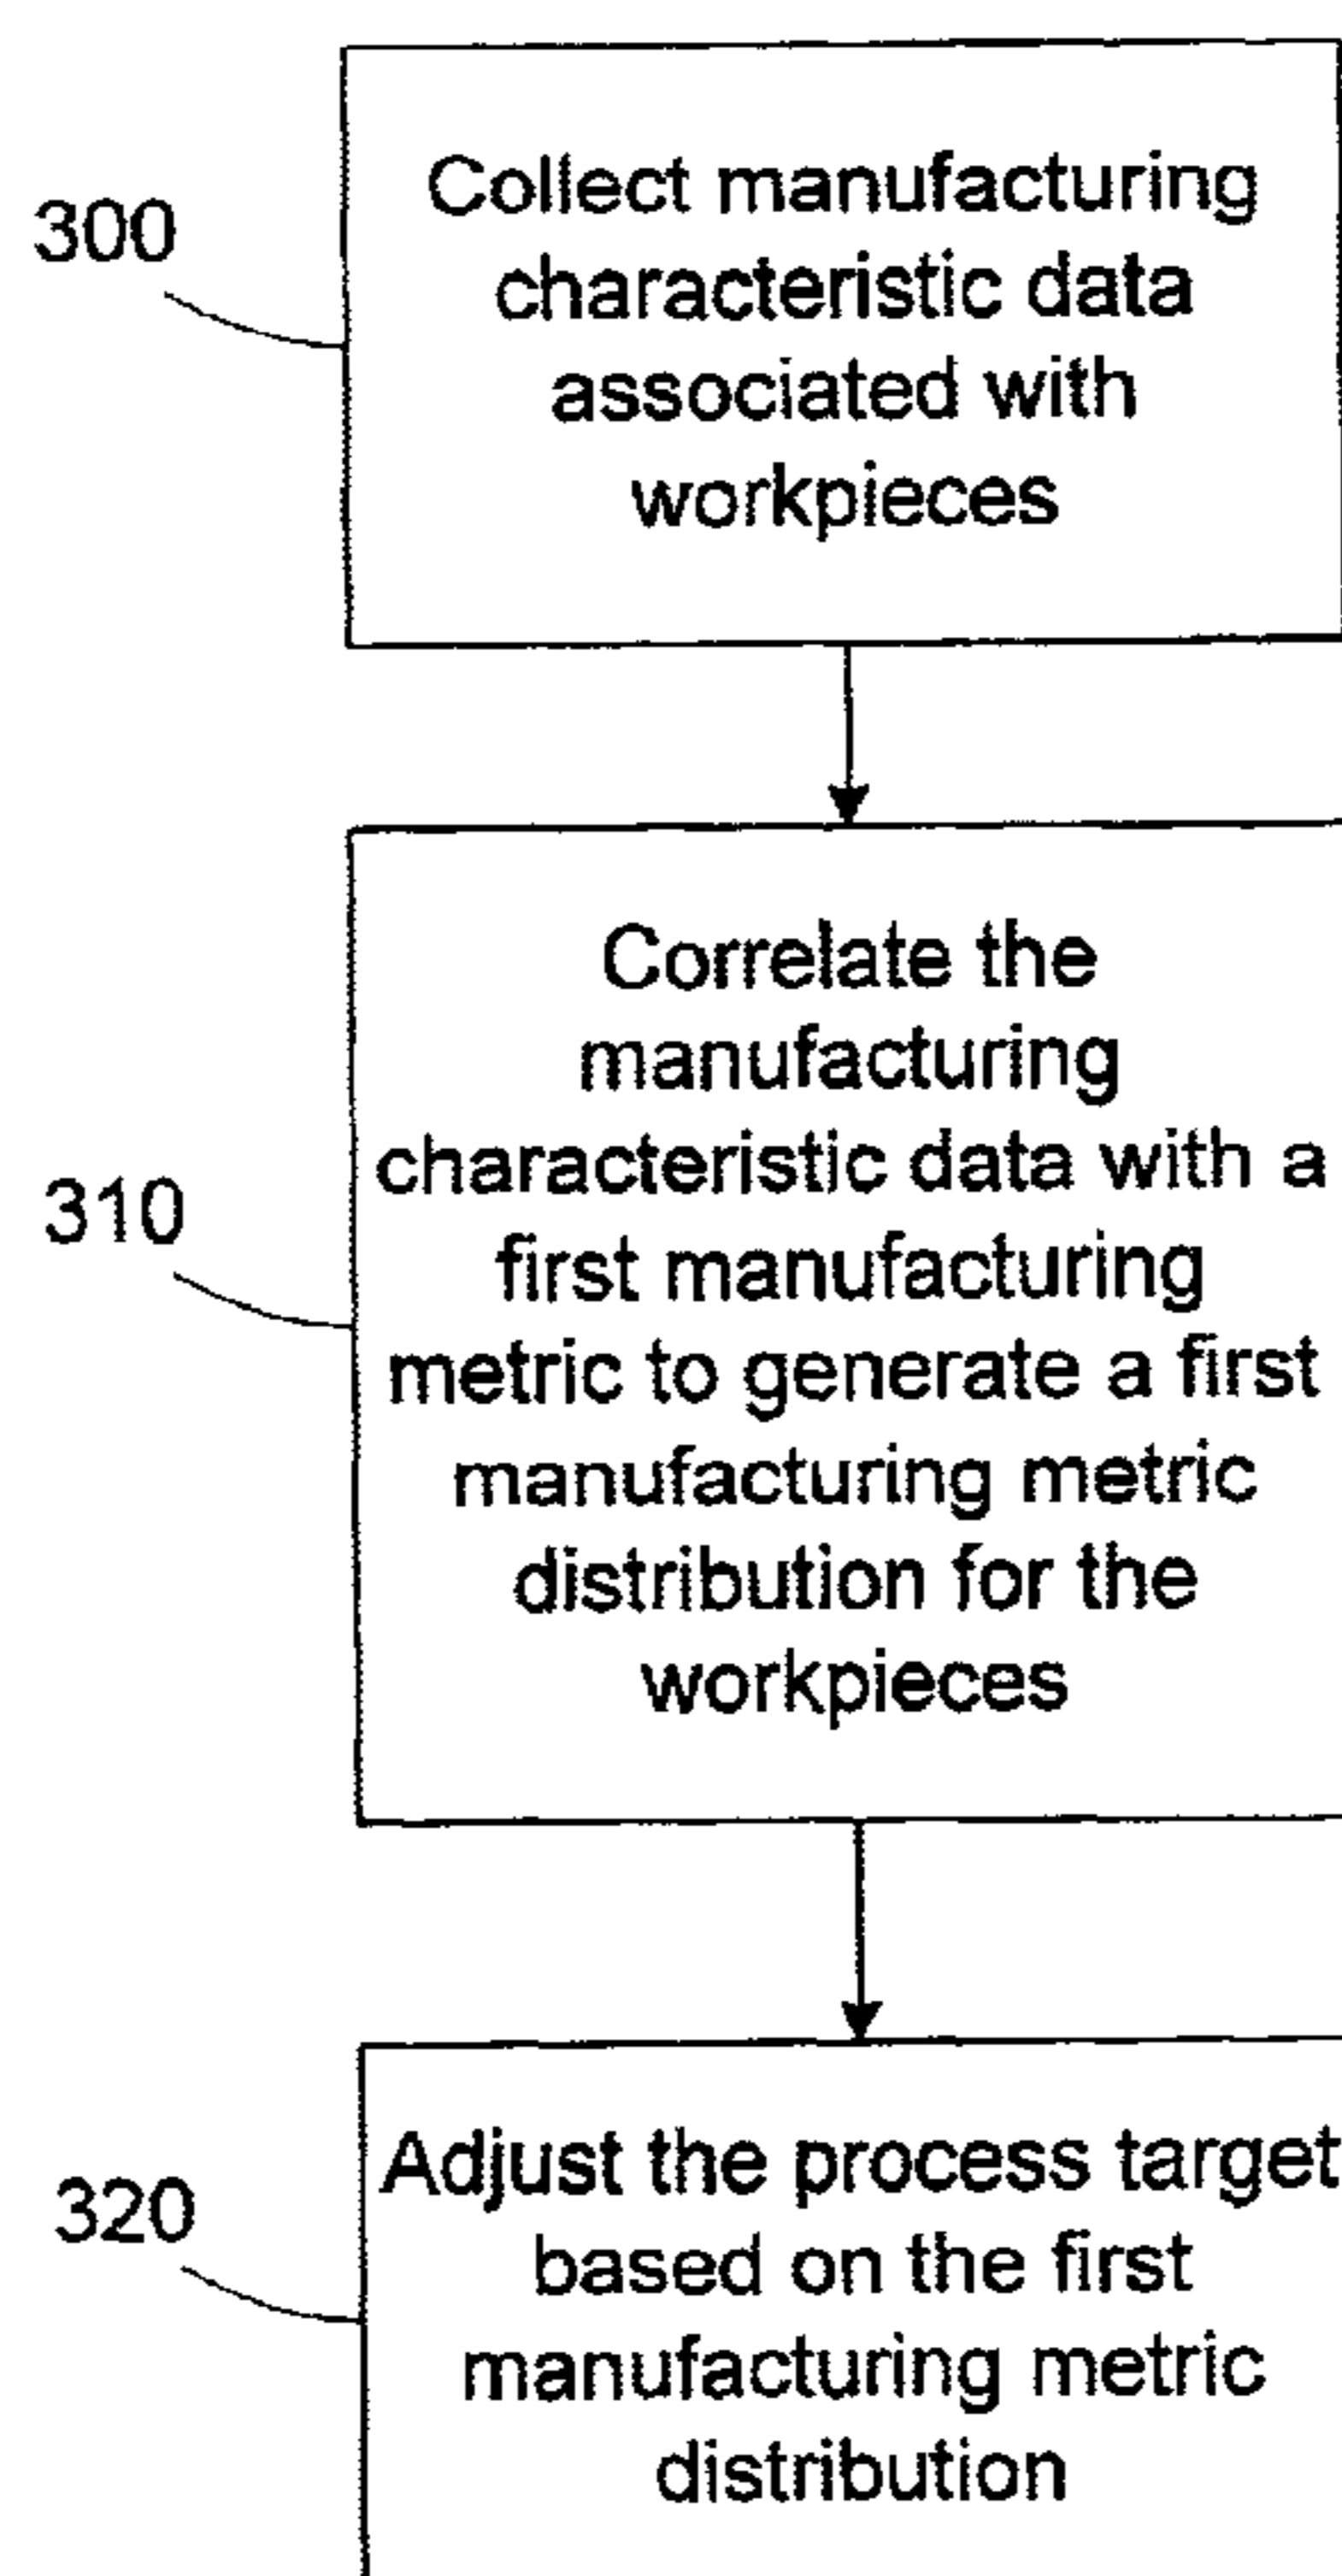 300
Collect manufacturing
characteristic data
associated with
workpieces
310
Correlate the
manufacturing
characteristic data with a
first manufacturing
metric to generate a first
manufacturing metric
distribution for the
workpieces
320
Adjust the process target
based on the first
manufacturing metric
distribution